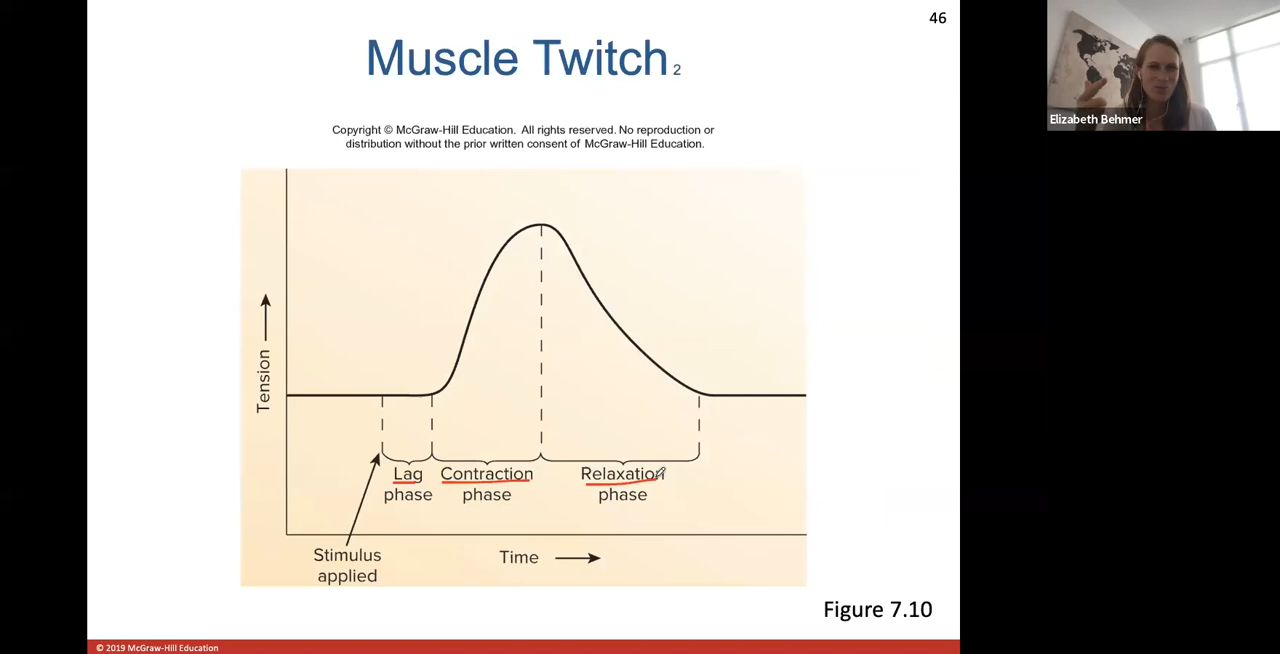 46
Muscle Twitch 2
Copyright © McGraw-Hill Education. All rights reserved. No reproduction or
distribution without the prior written consent of McGraw-Hill Education.
Elizabeth Behmer
Tension
Lag
phase
Contraction
phase
Relaxation
phase
Stimulus
applied
Time
Figure 7.10
© 2019 McGraw-Hill Education